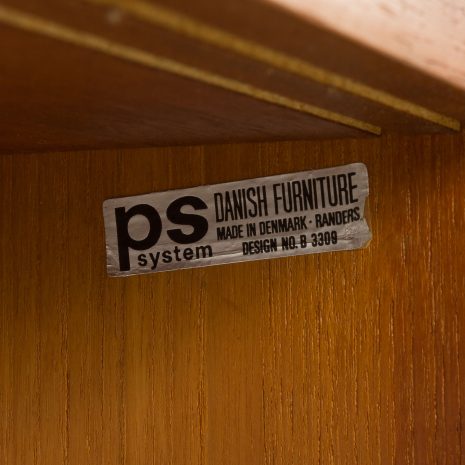 ps
system
DANISH FURNITURE
MADE IN DENMARK - RANDERS
DESIGN NO. B 3309